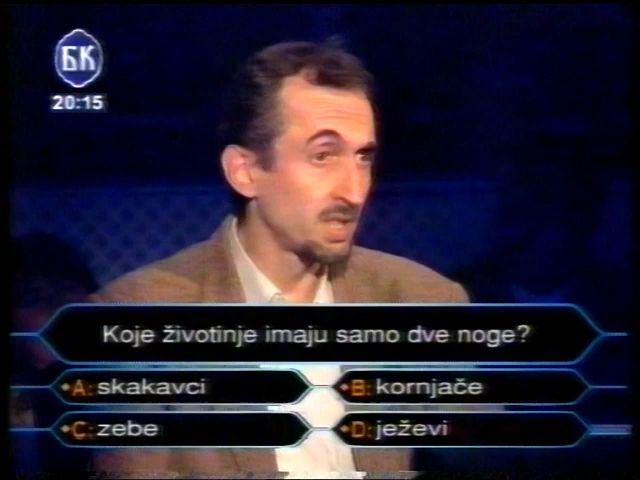 БК
20:15
Koje životinje imaju samo dve noge?
A: skakavci
B: kornjače
C: zebe
D: ježevi